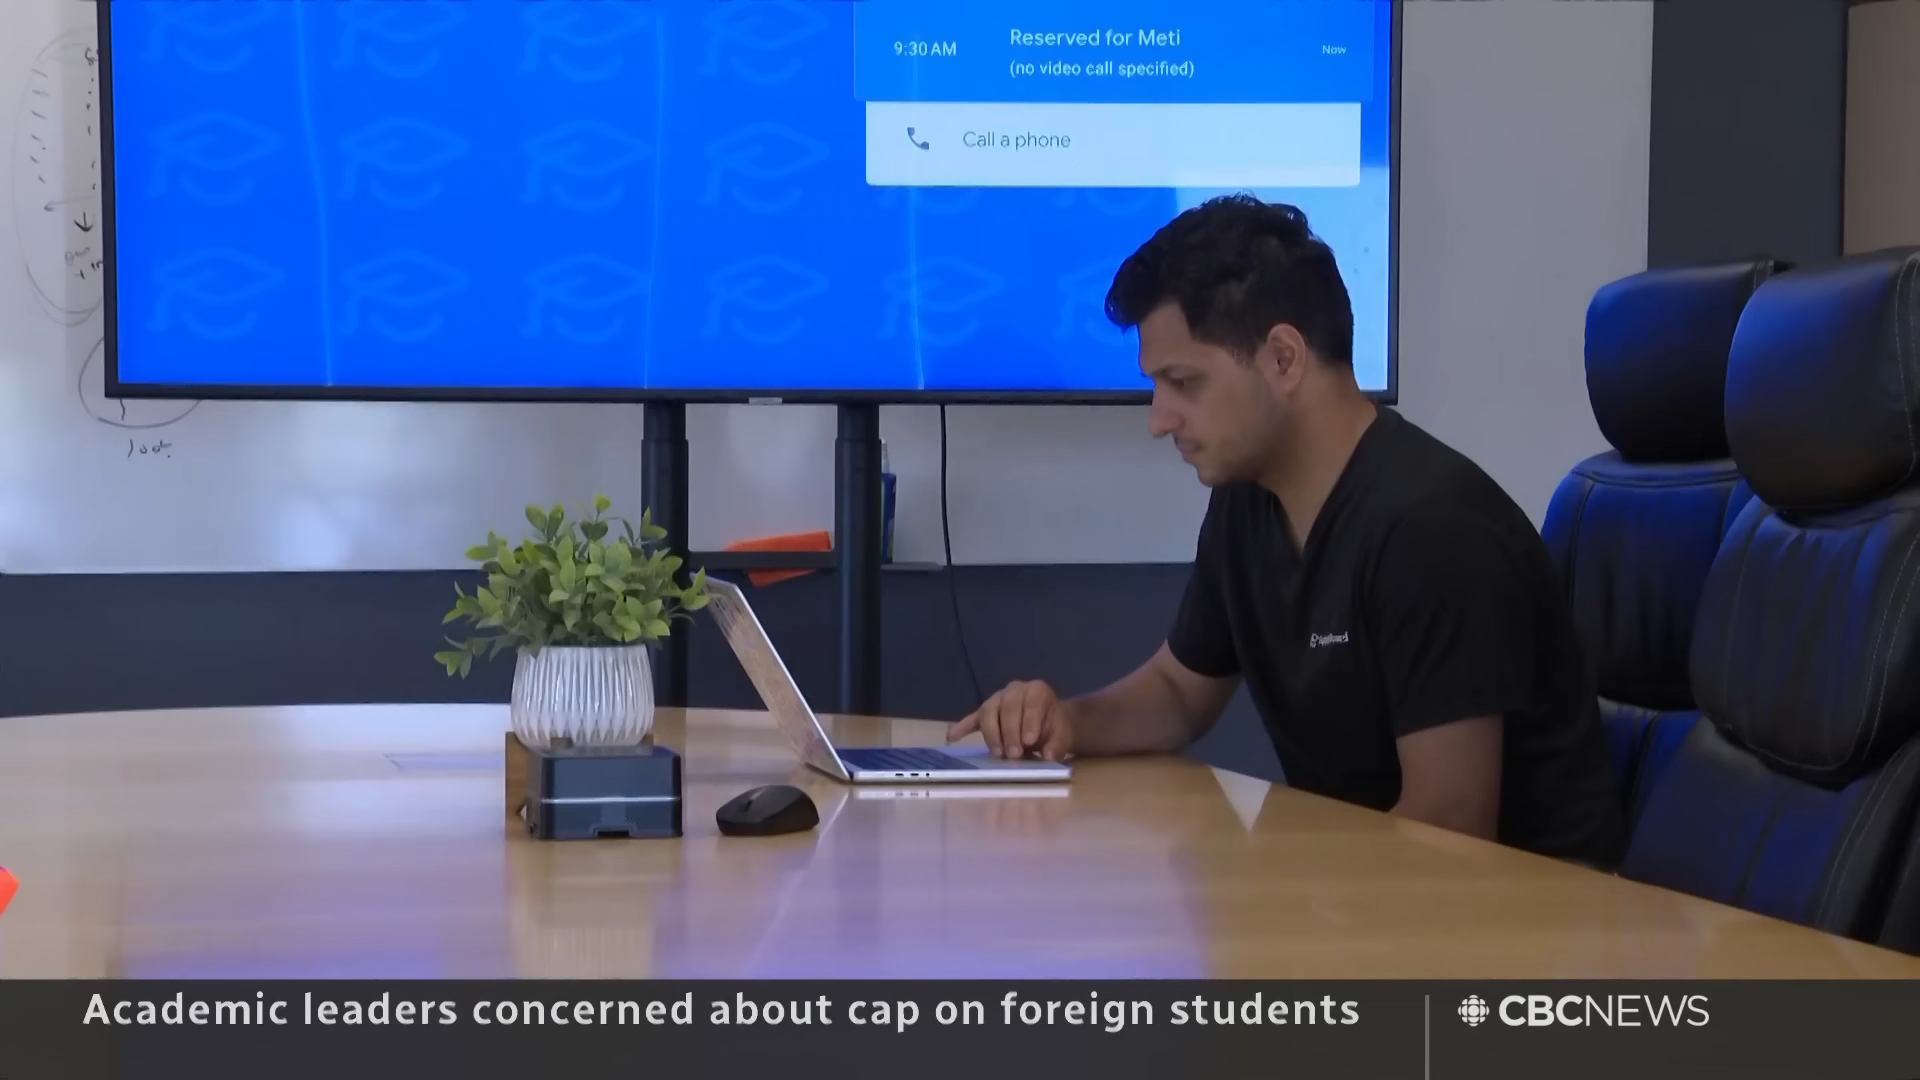 9:30 AM
Reserved for Meti
Now
(no video call specified)
Call a phone
ApplyBoard
Academic leaders concerned about cap on foreign students
CBCNEWS